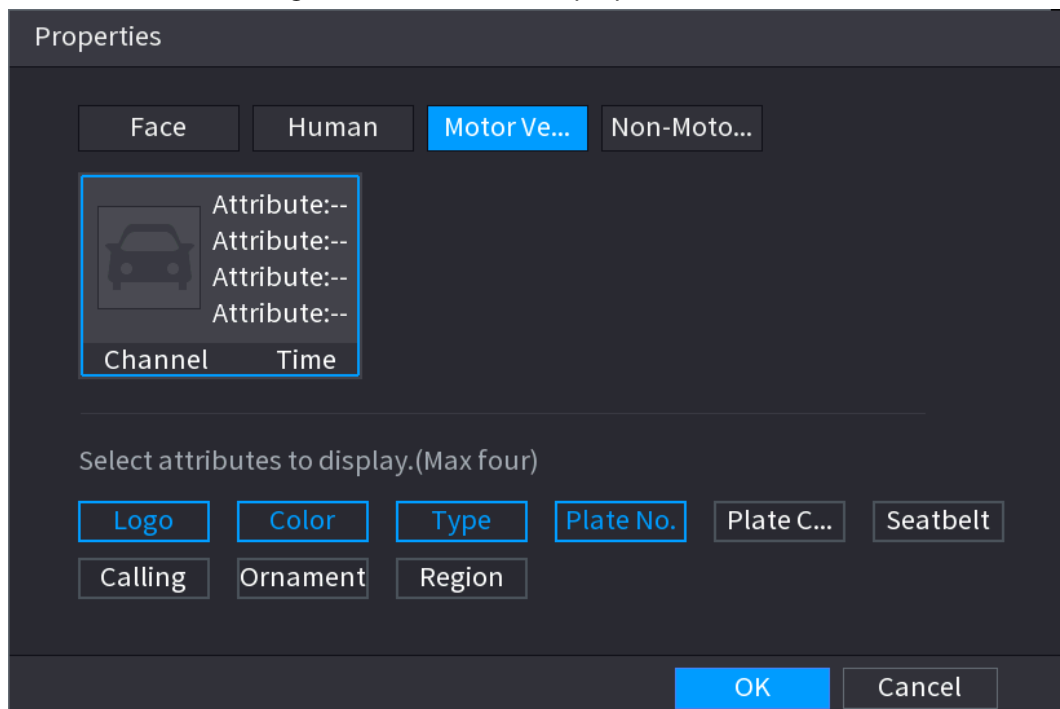 Properties
Face Human Motor Ve... Non-Moto...
Attribute:--
Attribute:--
Attribute:--
Attribute:--
Channel Time
Select attributes to display.(Max four)
Logo Color Type Plate No. Plate C... Seatbelt
Calling Ornament Region
OK Cancel